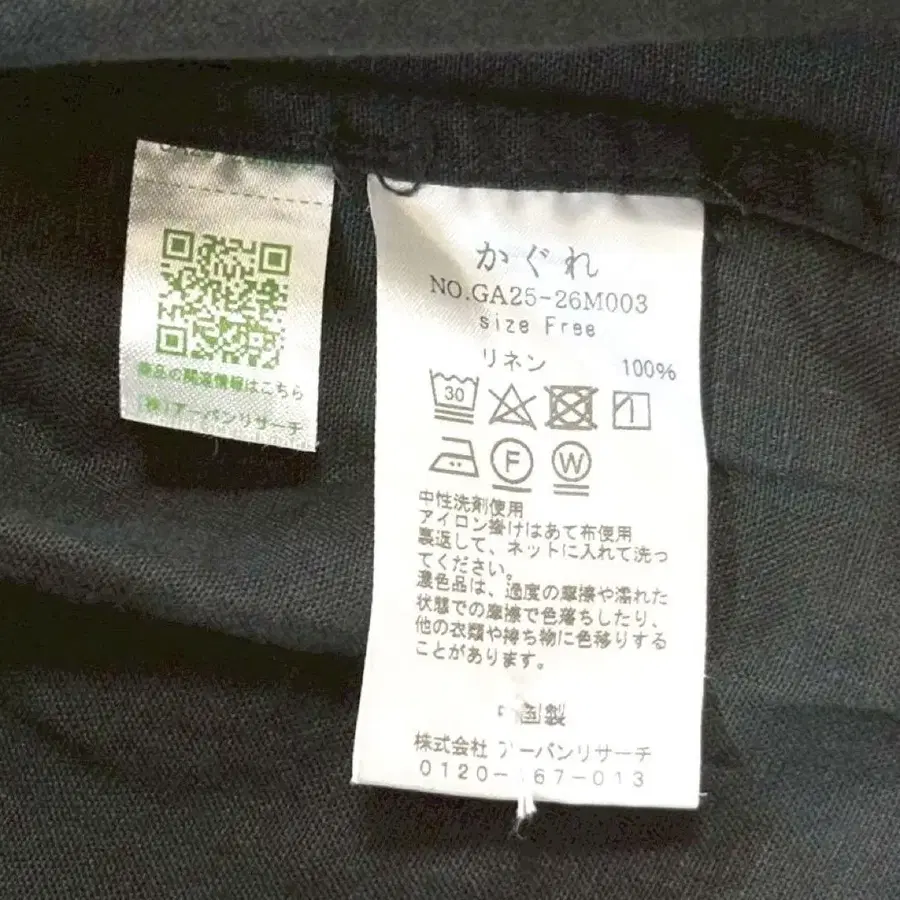 商品の関連情報はこちら
(株)アーバンリサーチ
かぐれ
NO.GA25-26M003
size Free
リネン 100%
30
F W
中性洗剤使用
アイロン掛けはあて布使用
裏返して、ネットに入れて洗っ
てください。
濃色品は、過度の摩擦や濡れた
状態での摩擦で色落ちしたり、
他の衣類や持ち物に色移りする
ことがあります。
中国製
株式会社 アーバンリサーチ
0120- 67-013